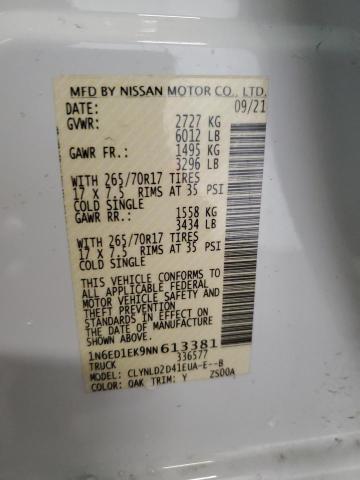 MFD BY NISSAN MOTOR CO., LTD.
DATE: 09/21
GVWR: 2727 KG
6012 LB
GAWR FR.: 1495 KG
3296 LB
WITH 265/70R17 TIRES
17 X 7.5 RIMS AT 35 PSI
COLD SINGLE
GAWR RR.: 1558 KG
3434 LB
WITH 265/70R17 TIRES
17 X 7.5 RIMS AT 35 PSI
COLD SINGLE
THIS VEHICLE CONFORMS TO
ALL APPLICABLE FEDERAL
MOTOR VEHICLE SAFETY
AND THEFT PREVENTION
STANDARDS IN EFFECT ON
THE DATE OF MANUFACTURE
SHOWN ABOVE.
1N6ED1EK9NN613381
TRUCK 336577
MODEL: CLYNLD2D41EUA-E--B
COLOR: QAK TRIM: Y ZS00A